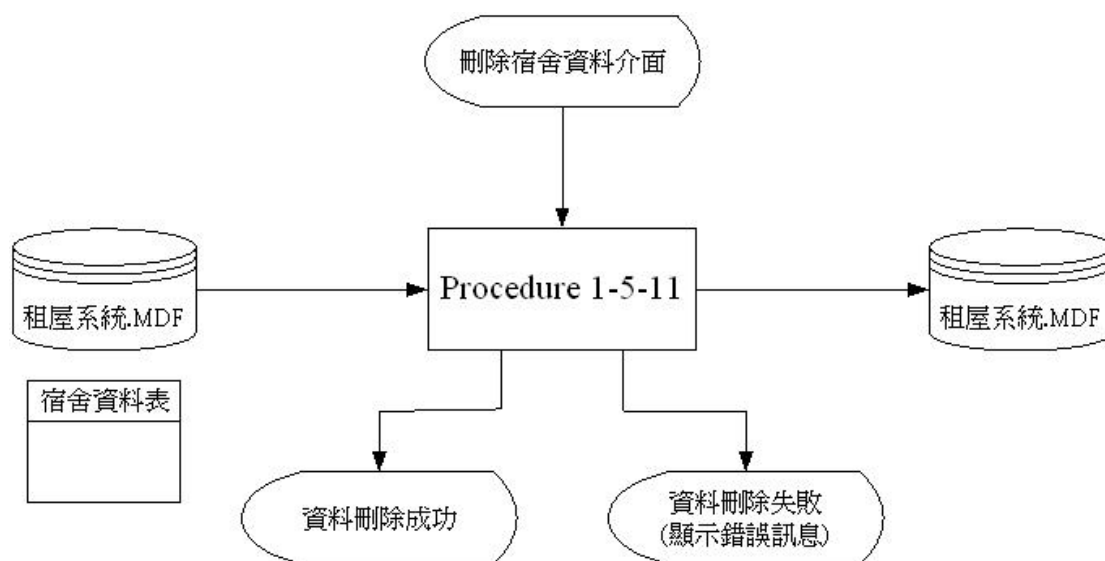 刪除宿舍資料介面
租屋系統.MDF
Procedure 1-5-11
租屋系統.MDF
宿舍資料表
資料刪除成功
資料刪除失敗
(顯示錯誤訊息)